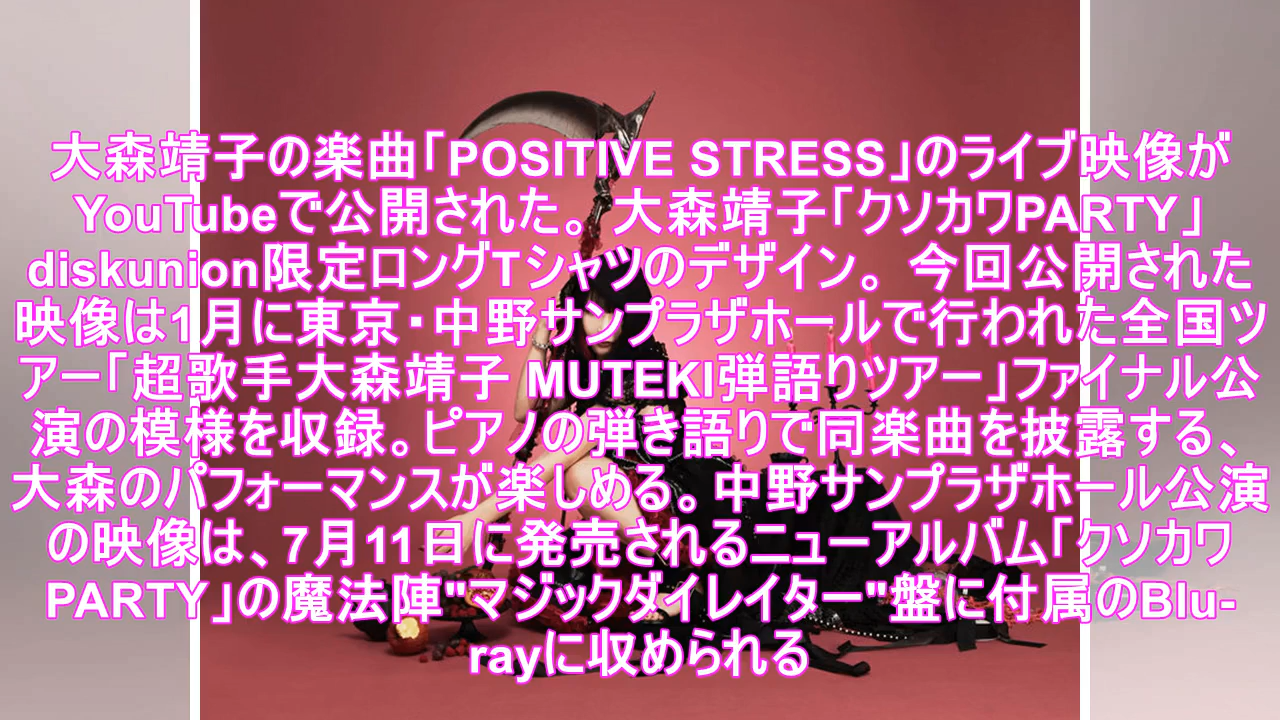 大森靖子の楽曲「POSITIVE STRESS」のライブ映像が
YouTubeで公開された。大森靖子「クソカワPARTY」
diskunion限定ロングTシャツのデザイン。 今回公開された
映像は1月に東京・中野サンプラザホールで行われた全国ツ
アー「超歌手大森靖子 MUTEKI弾語りツアー」ファイナル公
演の模様を収録。ピアノの弾き語りで同楽曲を披露する、
大森のパフォーマンスが楽しめる。中野サンプラザホール公演
の映像は、7月11日に発売されるニューアルバム「クソカワ
PARTY」の魔法陣"マジックダイレイター"盤に付属のBlu-
rayに収められる